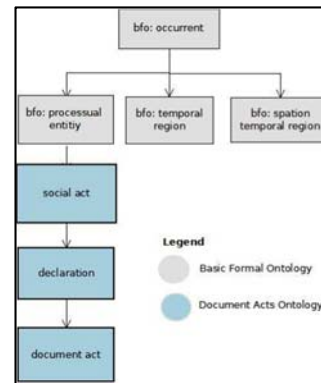 bfo: occurrent
bfo: processual
entitiy
bfo: temporal
region
bfo: spation
temporal region
social act
declaration
document act
Legend
Basic Formal Ontology
Document Acts Ontology